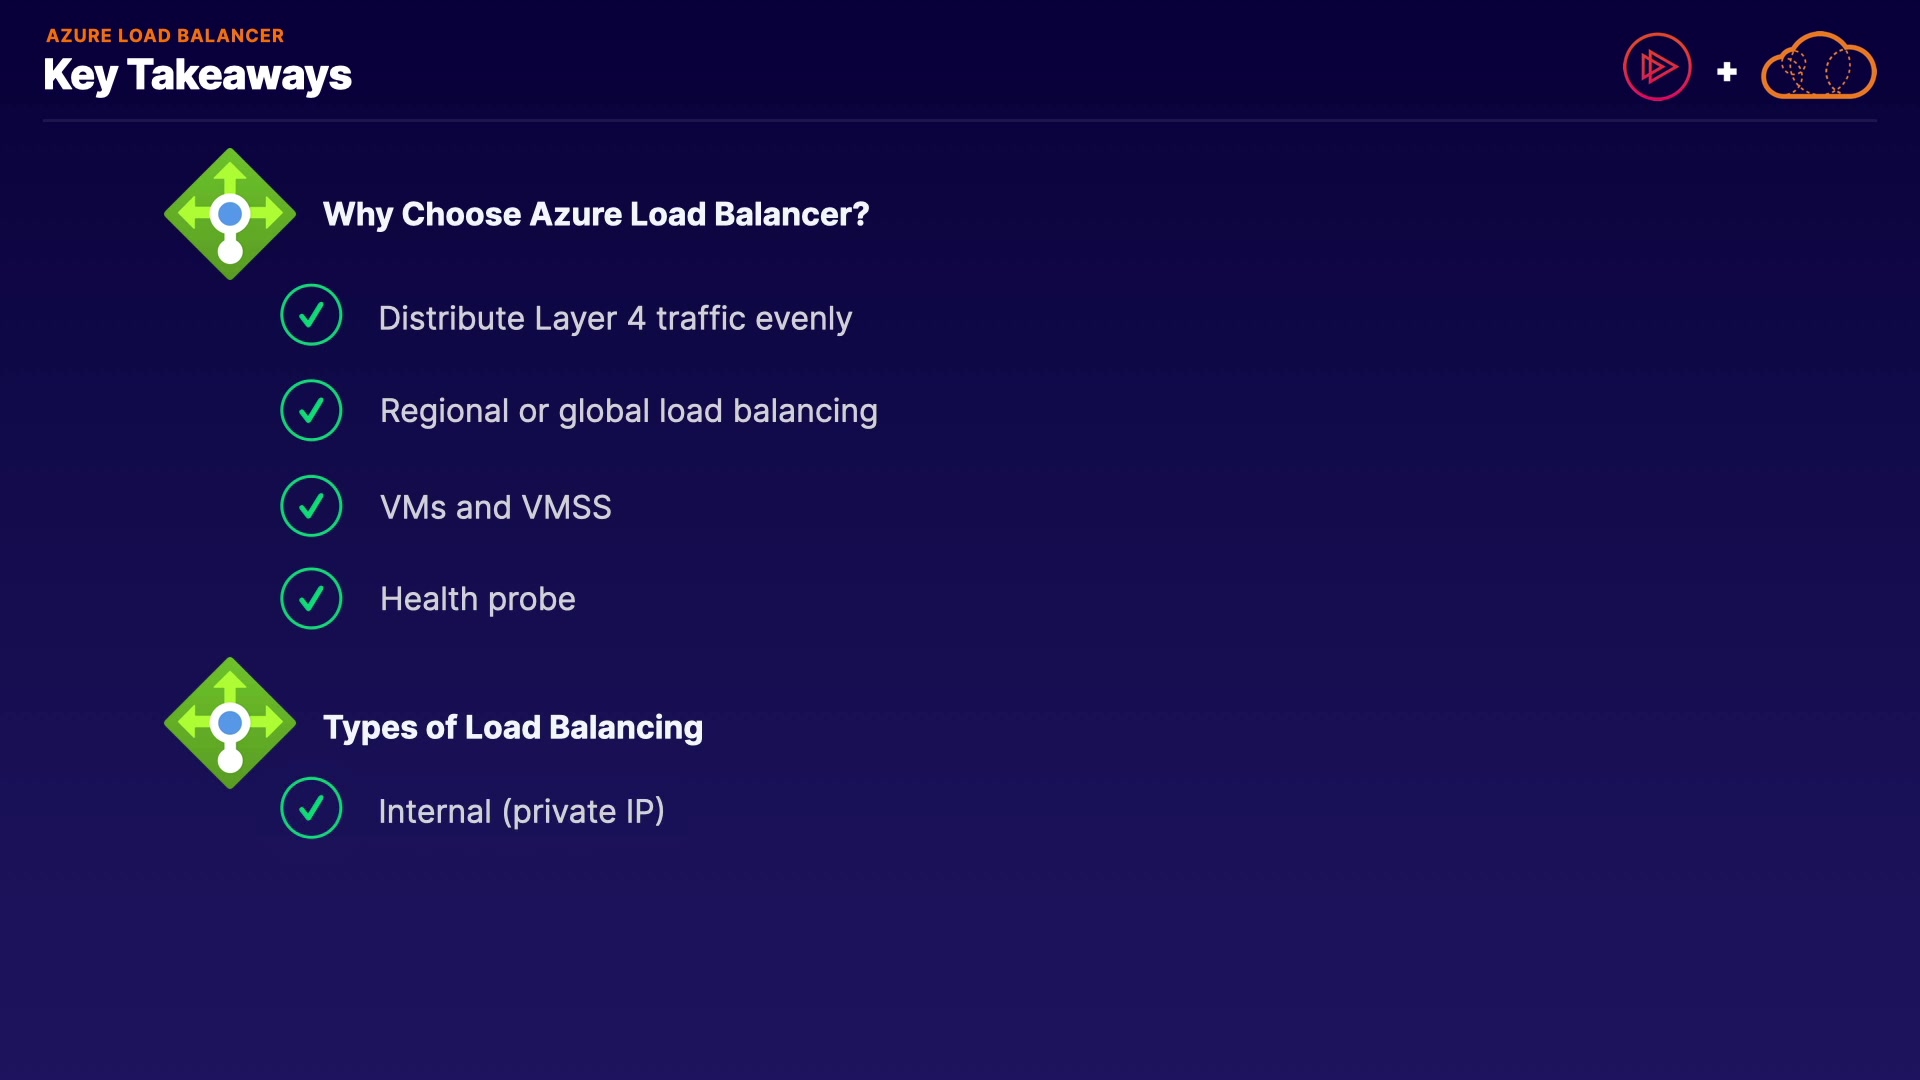 AZURE LOAD BALANCER
Key Takeaways
+
Why Choose Azure Load Balancer?
Distribute Layer 4 traffic evenly
Regional or global load balancing
VMs and VMSS
Health probe
Types of Load Balancing
Internal (private IP)